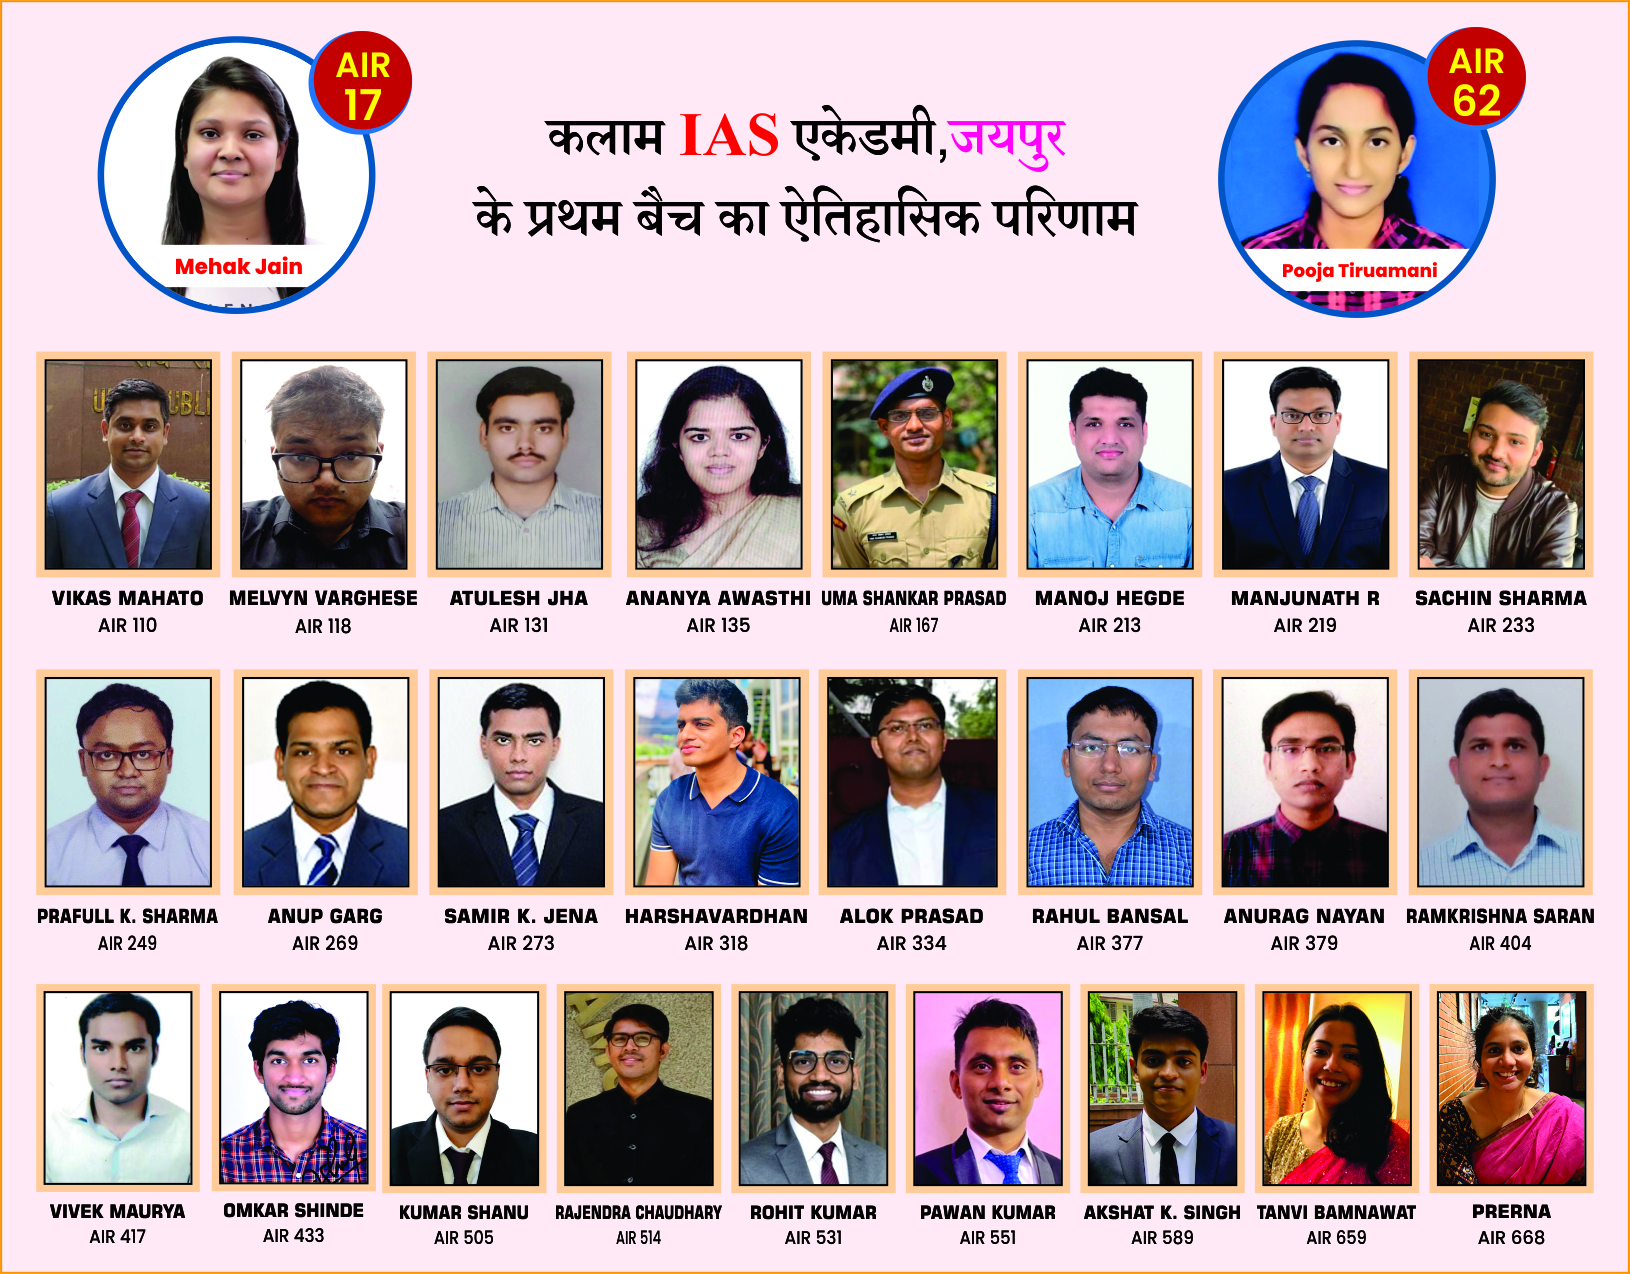 AIR
17
AIR
62
कलाम IAS एकेडमी,जयपुर
के प्रथम बैच का ऐतिहासिक परिणाम
Mehak Jain
Pooja Tiruamani
VIKAS MAHATO MELVYN VARGHESE ATULESH JHA ANANYA AWASTHI UMA SHANKAR PRASAD MANOJ HEGDE MANJUNATH R SACHIN SHARMA
AIR 110 AIR 118 AIR 131 AIR 135 AIR 167 AIR 213 AIR 219 AIR 233
PRAFULL K. SHARMA ANUP GARG SAMIR K. JENA HARSHAVARDHAN ALOK PRASAD RAHUL BANSAL ANURAG NAYAN RAMKRISHNA SARAN
AIR 249 AIR 269 AIR 273 AIR 318 AIR 334 AIR 377 AIR 379 AIR 404
VIVEK MAURYA OMKAR SHINDE KUMAR SHANU RAJENDRA CHAUDHARY ROHIT KUMAR PAWAN KUMAR AKSHAT K. SINGH TANVI BAMNAWAT PRERNA
AIR 417 AIR 433 AIR 505 AIR 514 AIR 531 AIR 551 AIR 589 AIR 659 AIR 668